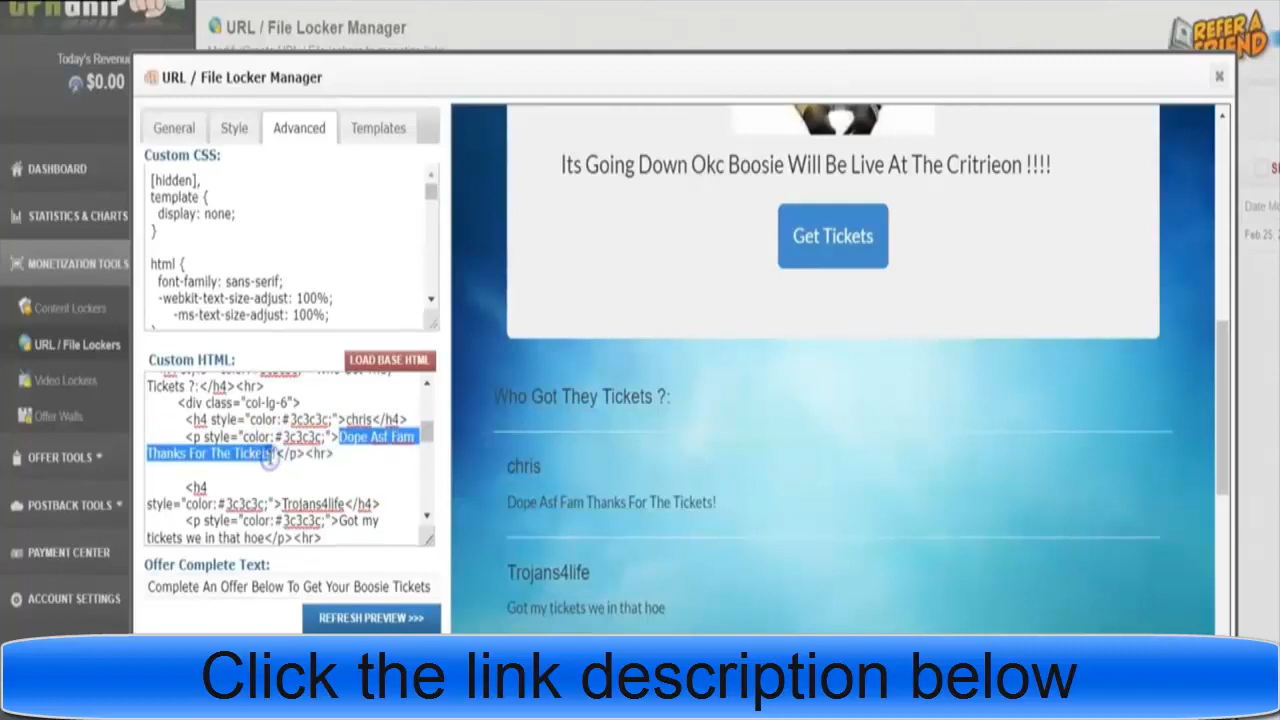 CPAGRIP
URL / File Locker Manager
REFER A
FRIEND
Today's Revenu
$0.00
URL / File Locker Manager
General
Style
Advanced
Templates
Custom CSS:
[hidden],
template {
display: none;
}
html {
font-family: sans-serif;
-webkit-text-size-adjust: 100%;
-ms-text-size-adjust: 100%;
Custom HTML:
LOAD BASE HTML
Tickets ?:</h4><hr>
<div class="col-lg-6">
<h4 style="color:#3c3c3c;">chris</h4>
<p style="color:#3c3c3c;">Dope Asf Fam
Thanks For The Tickets!</p><hr>
<h4
style="color:#3c3c3c;">Trojans4life</h4>
<p style="color:#3c3c3c;">Got my
tickets we in that hoe</p><hr>
Offer Complete Text:
Complete An Offer Below To Get Your Boosie Tickets
REFRESH PREVIEW >>>
DASHBOARD
STATISTICS & CHARTS
MONETIZATION TOOLS
Content Lockers
URL / File Lockers
Video Lockers
Offer Walls
OFFER TOOLS
POSTBACK TOOLS
PAYMENT CENTER
ACCOUNT SETTINGS
Its Going Down Okc Boosie Will Be Live At The Critrieon !!!!
Get Tickets
Who Got They Tickets ?:
chris
Dope Asf Fam Thanks For The Tickets!
Trojans4life
Got my tickets we in that hoe
Date Mo
Feb 25, 2
Click the link description below